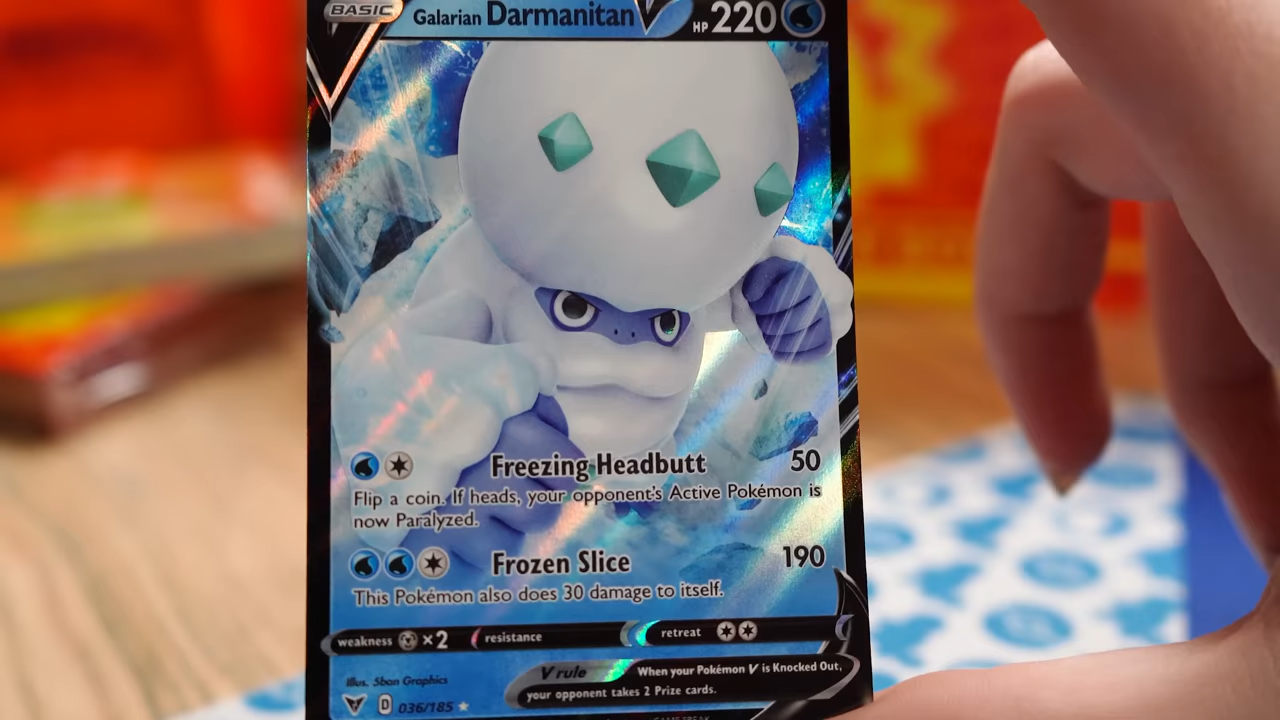 BASIC Galarian Darmanitan V HP 220
Freezing Headbutt 50
Flip a coin. If heads, your opponent's Active Pokémon is
now Paralyzed.
Frozen Slice 190
This Pokémon also does 30 damage to itself.
weakness ×2 resistance retreat
V rule When your Pokémon V is Knocked Out,
your opponent takes 2 Prize cards.
Illus. 5ban Graphics
D 036/185 ★
GAME FREAK